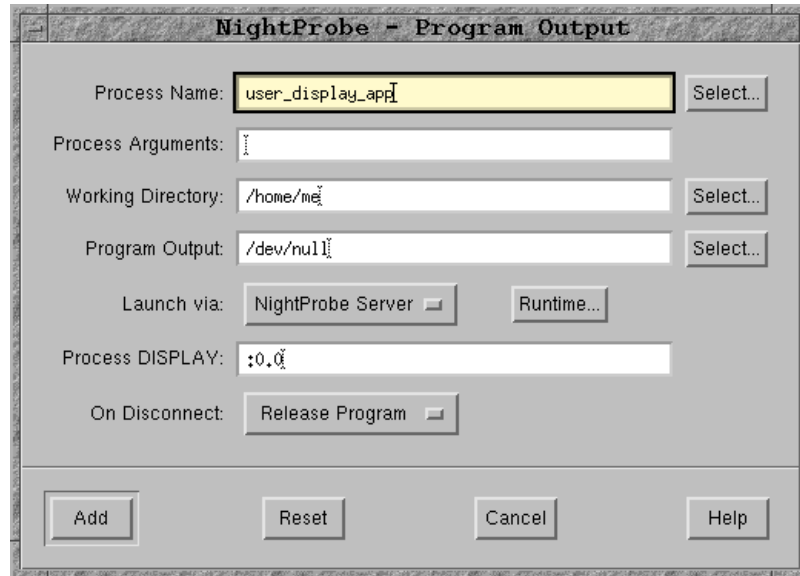 NightProbe - Program Output
Process Name: user_display_app Select...
Process Arguments:
Working Directory: /home/me Select...
Program Output: /dev/null Select...
Launch via: NightProbe Server Runtime...
Process DISPLAY: :0.0
On Disconnect: Release Program
Add Reset Cancel Help